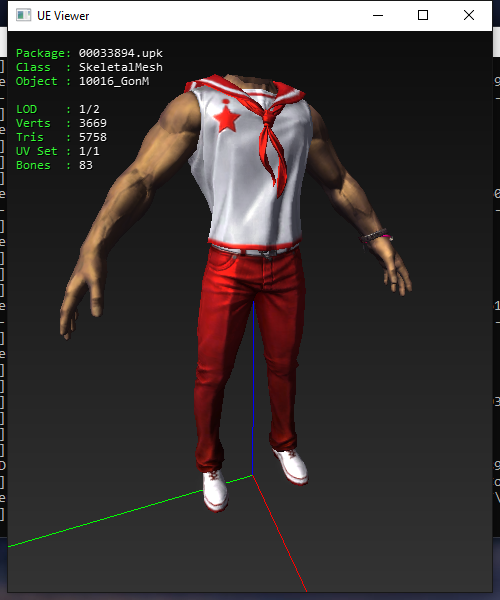 UE Viewer
Package: 00033894.upk
Class : SkeletalMesh
Object : 10016_GonM
LOD : 1/2
Verts : 3669
Tris : 5758
UV Set : 1/1
Bones : 83